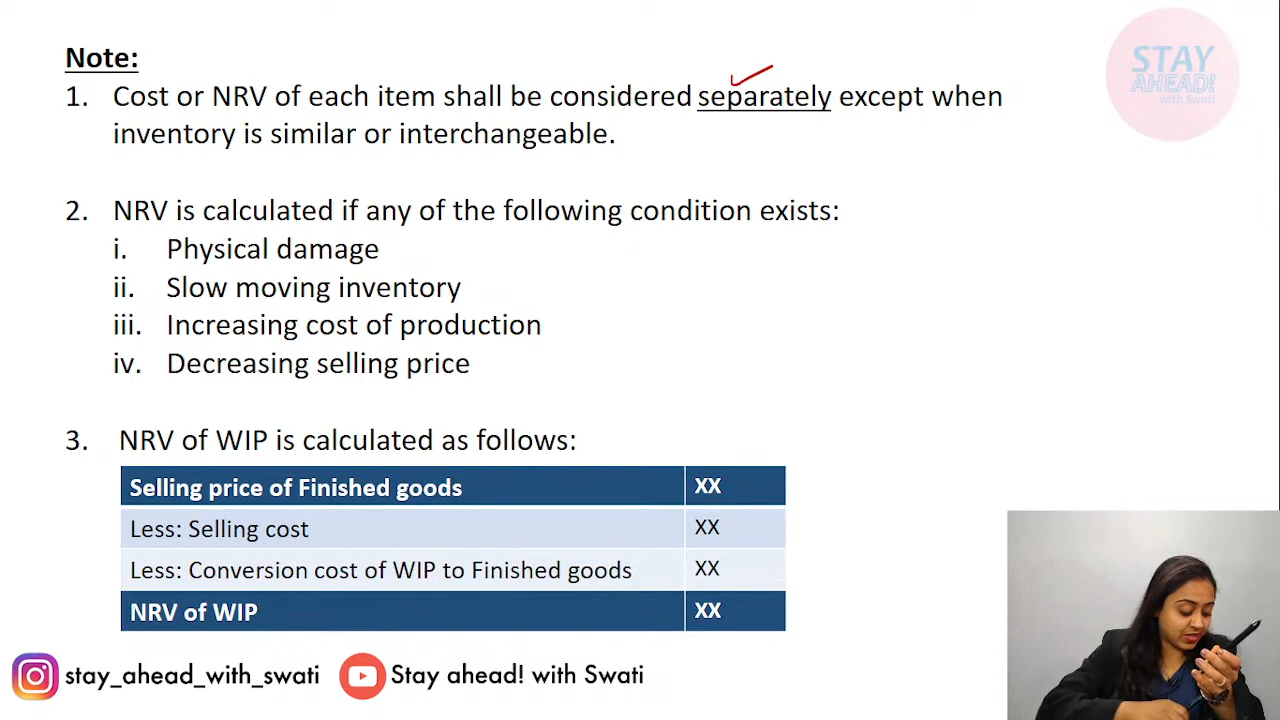 Note:
STAY
AHEAD!
with Swati
1. Cost or NRV of each item shall be considered separately except when
inventory is similar or interchangeable.
2. NRV is calculated if any of the following condition exists:
i. Physical damage
ii. Slow moving inventory
iii. Increasing cost of production
iv. Decreasing selling price
3. NRV of WIP is calculated as follows:
Selling price of Finished goods XX
Less: Selling cost XX
Less: Conversion cost of WIP to Finished goods XX
NRV of WIP XX
stay_ahead_with_swati Stay ahead! with Swati